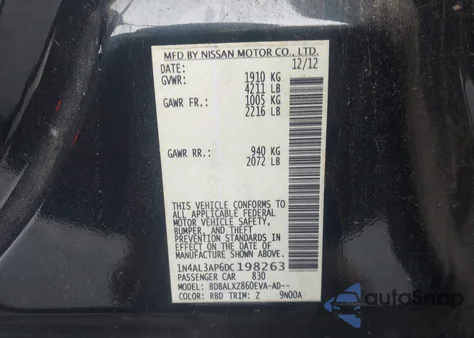 MFD BY NISSAN MOTOR CO., LTD.
DATE: 12/12
GVWR: 1910 KG
4211 LB
GAWR FR: 1005 KG
2216 LB
GAWR RR: 940 KG
2072 LB
THIS VEHICLE CONFORMS TO
ALL APPLICABLE FEDERAL
MOTOR VEHICLE SAFETY,
BUMPER, AND THEFT
PREVENTION STANDARDS IN
EFFECT ON THE DATE OF
MANUFACTURE SHOWN ABOVE.
1N4AL3AP6DC198263
PASSENGER CAR 830
MODEL: BDBALXZ860EVA-AD--
COLOR: RBD TRIM: Z 9N00A
autoSnap